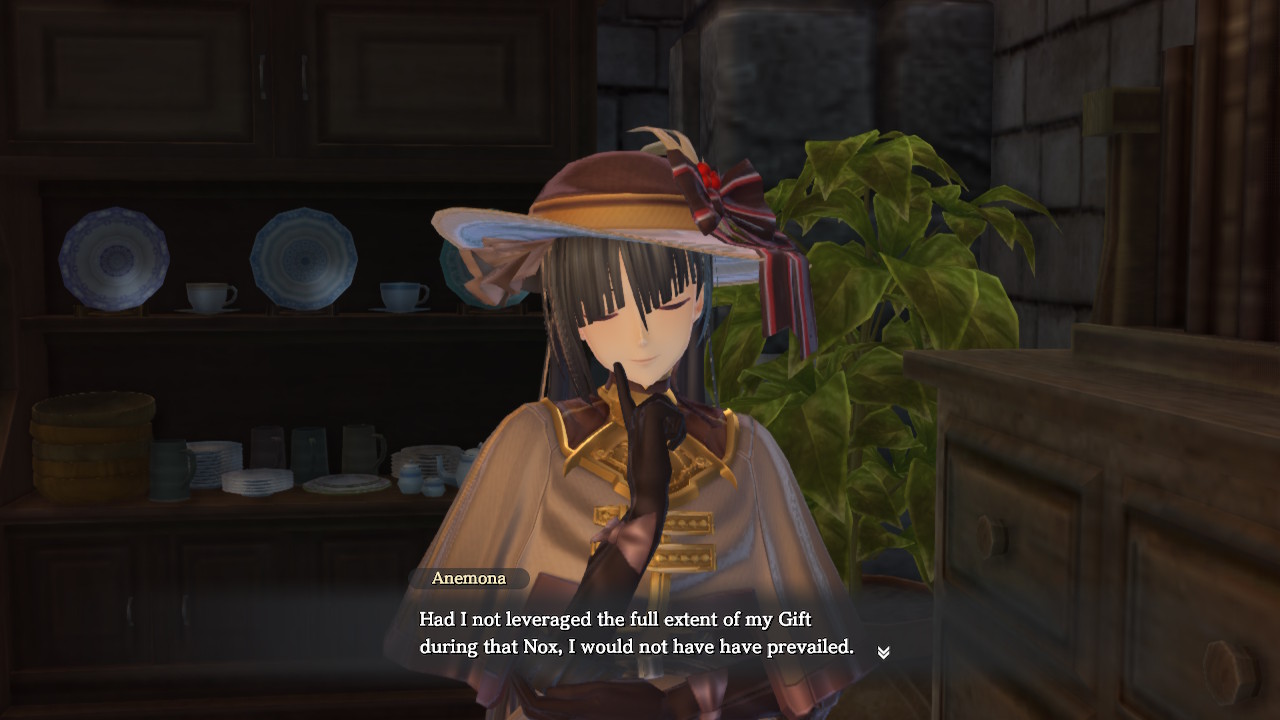 Anemona
Had I not leveraged the full extent of my Gift
during that Nox, I would not have have prevailed.